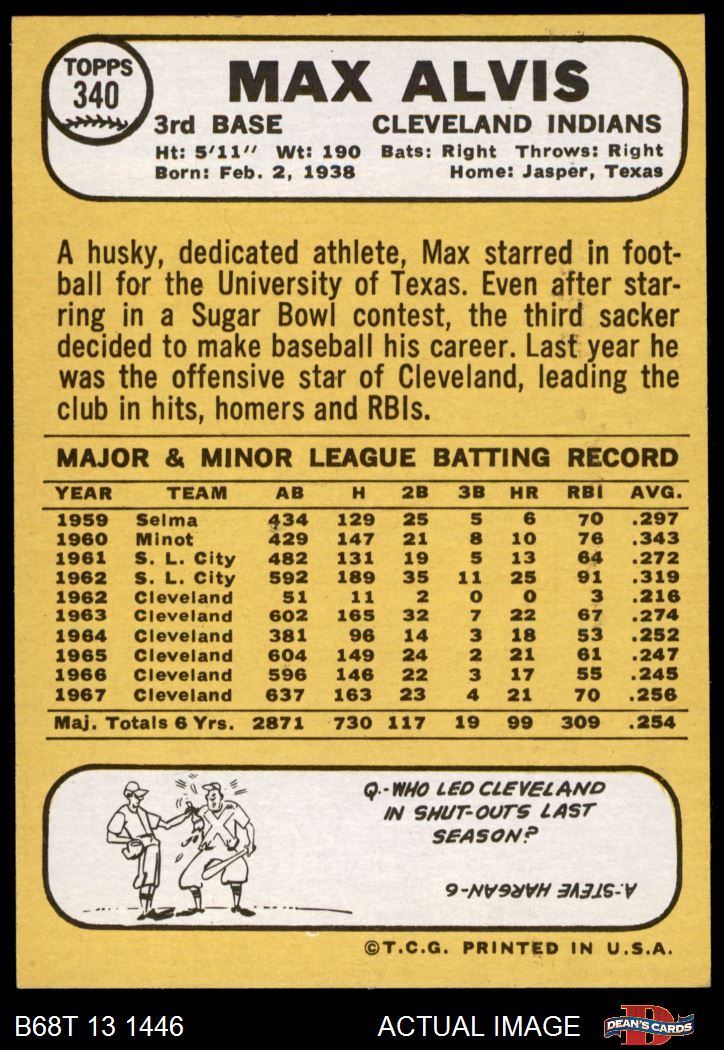 TOPPS
340
MAX ALVIS
3rd BASE CLEVELAND INDIANS
Ht: 5'11" Wt: 190 Bats: Right Throws: Right
Born: Feb. 2, 1938 Home: Jasper, Texas
A husky, dedicated athlete, Max starred in foot-
ball for the University of Texas. Even after star-
ring in a Sugar Bowl contest, the third sacker
decided to make baseball his career. Last year he
was the offensive star of Cleveland, leading the
club in hits, homers and RBIs.
MAJOR & MINOR LEAGUE BATTING RECORD
YEAR TEAM AB H 2B 3B HR RBI AVG.
1959 Selma 434 129 25 5 6 70 .297
1960 Minot 429 147 21 8 10 76 .343
1961 S. L. City 482 131 19 5 13 64 .272
1962 S. L. City 592 189 35 11 25 91 .319
1962 Cleveland 51 11 2 0 0 3 .216
1963 Cleveland 602 165 32 7 22 67 .274
1964 Cleveland 381 96 14 3 18 53 .252
1965 Cleveland 604 149 24 2 21 61 .247
1966 Cleveland 596 146 22 3 17 55 .245
1967 Cleveland 637 163 23 4 21 70 .256
Maj. Totals 6 Yrs. 2871 730 117 19 99 309 .254
Q.-WHO LED CLEVELAND
IN SHUT-OUTS LAST
SEASON?
A.-STEVE HARGAN-6
©T.C.G. PRINTED IN U.S.A.
B68T 13 1446 ACTUAL IMAGE DEAN'S CARDS